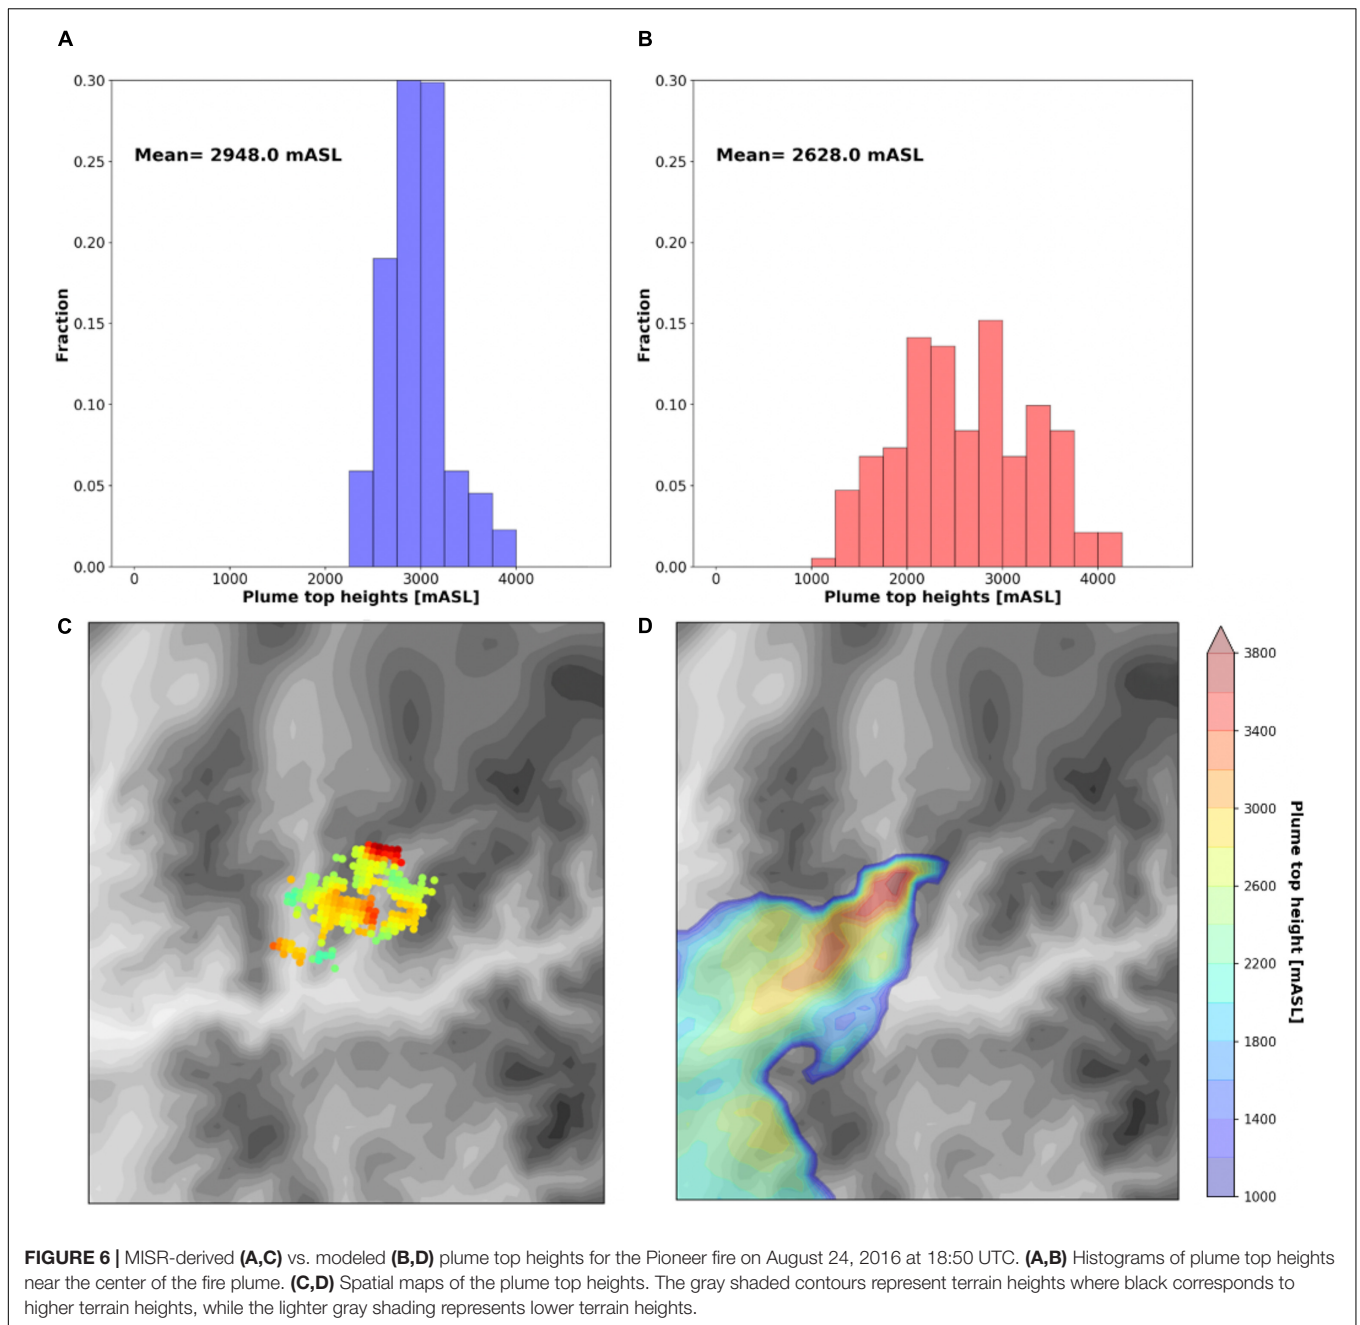 A
B
0.30
0.25
0.20
0.15
0.10
0.05
0.00
Fraction
Mean= 2948.0 mASL
0 1000 2000 3000 4000
Plume top heights [mASL]
0.30
0.25
0.20
0.15
0.10
0.05
0.00
Fraction
Mean= 2628.0 mASL
0 1000 2000 3000 4000
Plume top heights [mASL]
C
D
3800
3400
3000
2600
2200
1800
1400
1000
Plume top height [mASL]
FIGURE 6 | MISR-derived (A,C) vs. modeled (B,D) plume top heights for the Pioneer fire on August 24, 2016 at 18:50 UTC. (A,B) Histograms of plume top heights
near the center of the fire plume. (C,D) Spatial maps of the plume top heights. The gray shaded contours represent terrain heights where black corresponds to
higher terrain heights, while the lighter gray shading represents lower terrain heights.